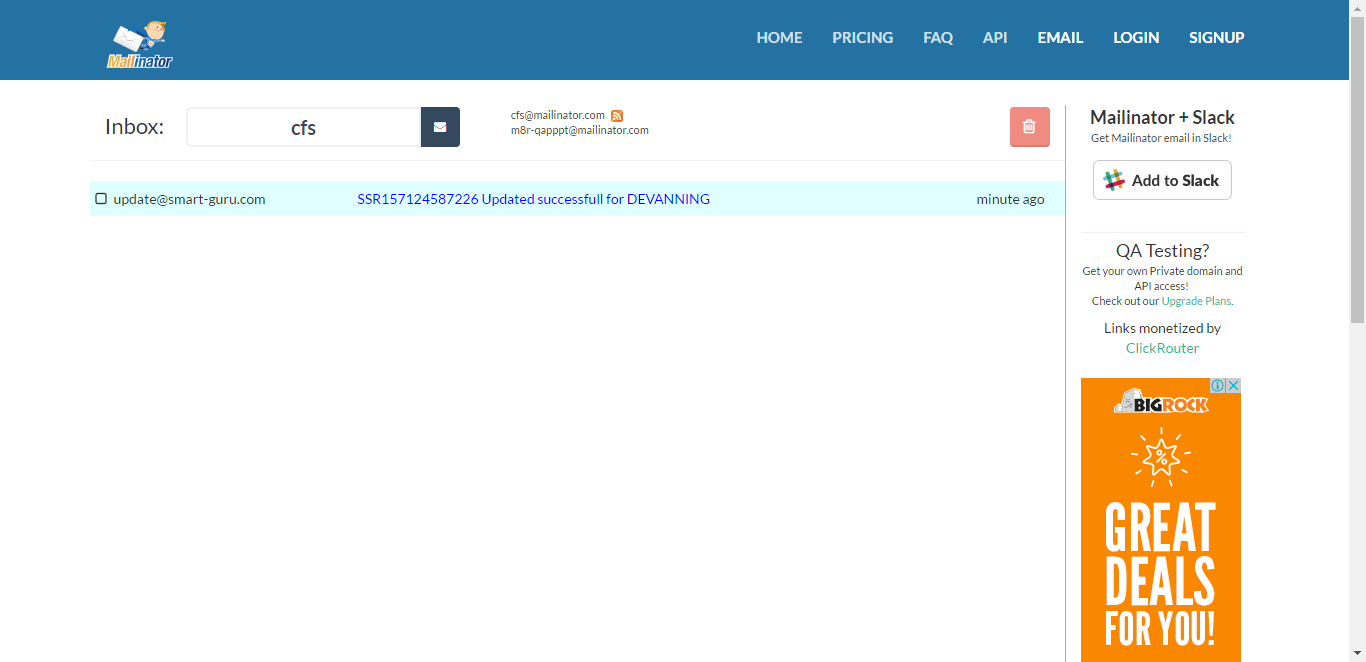 Mailinator
HOME PRICING FAQ API EMAIL LOGIN SIGNUP
Inbox: cfs
cfs@mailinator.com
m8r-qapppt@mailinator.com
update@smart-guru.com SSR157124587226 Updated successfull for DEVANNING minute ago
Mailinator + Slack
Get Mailinator email in Slack!
Add to Slack
QA Testing?
Get your own Private domain and
API access!
Check out our Upgrade Plans.
Links monetized by
ClickRouter
BIGROCK
%
GREAT
DEALS
FOR YOU!